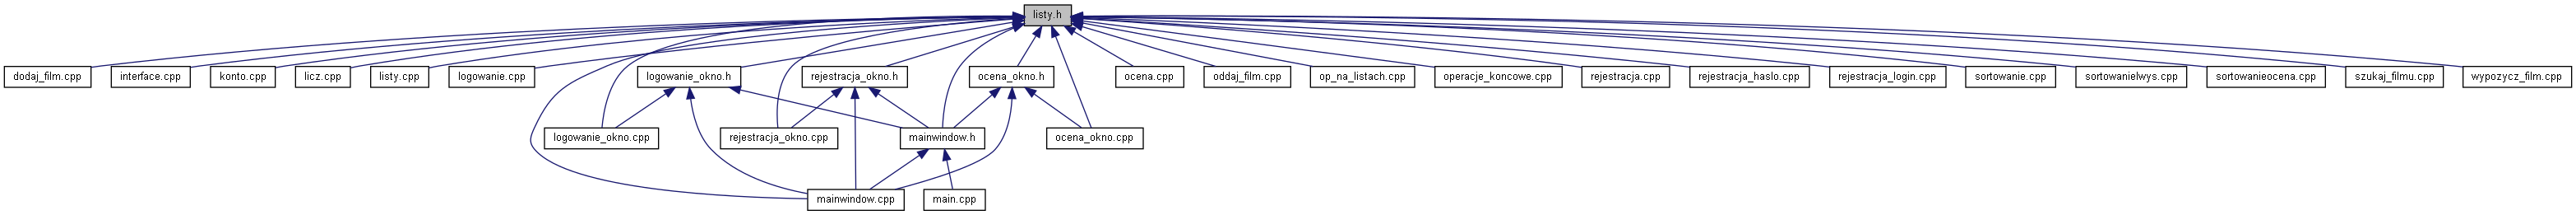 listy.h
dodaj_film.cpp
interface.cpp
konto.cpp
licz.cpp
listy.cpp
logowanie.cpp
logowanie_okno.h
rejestracja_okno.h
ocena_okno.h
ocena.cpp
oddaj_film.cpp
op_na_listach.cpp
operacje_koncowe.cpp
rejestracja.cpp
rejestracja_haslo.cpp
rejestracja_login.cpp
sortowanie.cpp
sortowanielwys.cpp
sortowanieocena.cpp
szukaj_filmu.cpp
wypozycz_film.cpp
logowanie_okno.cpp
rejestracja_okno.cpp
mainwindow.h
ocena_okno.cpp
mainwindow.cpp
main.cpp